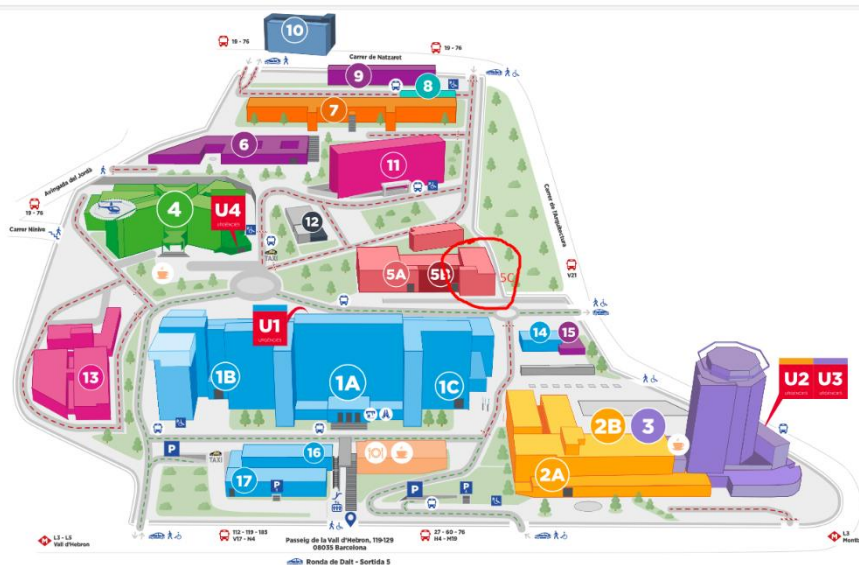 10
19 - 76
19 - 76
Carrer de Natzaret
9
8
7
6
11
Avinguda del Jordà
19 - 76
Carrer Nínive
4
U4
URGÈNCIES
12
TAXI
Carrer de l'Arquitectura
5A
5B
5C
V21
U1
URGÈNCIES
14
15
13
1B
1A
1C
U2
URGÈNCIES
U3
URGÈNCIES
2B
3
2A
P
TAXI
16
17
P
P
P
L3 - L5
Vall d'Hebron
112 - 119 - 185
V17 - N4
Passeig de la Vall d'Hebron, 119-129
08035 Barcelona
Ronda de Dalt - Sortida 5
27 - 60 - 76
H4 - M19
L3